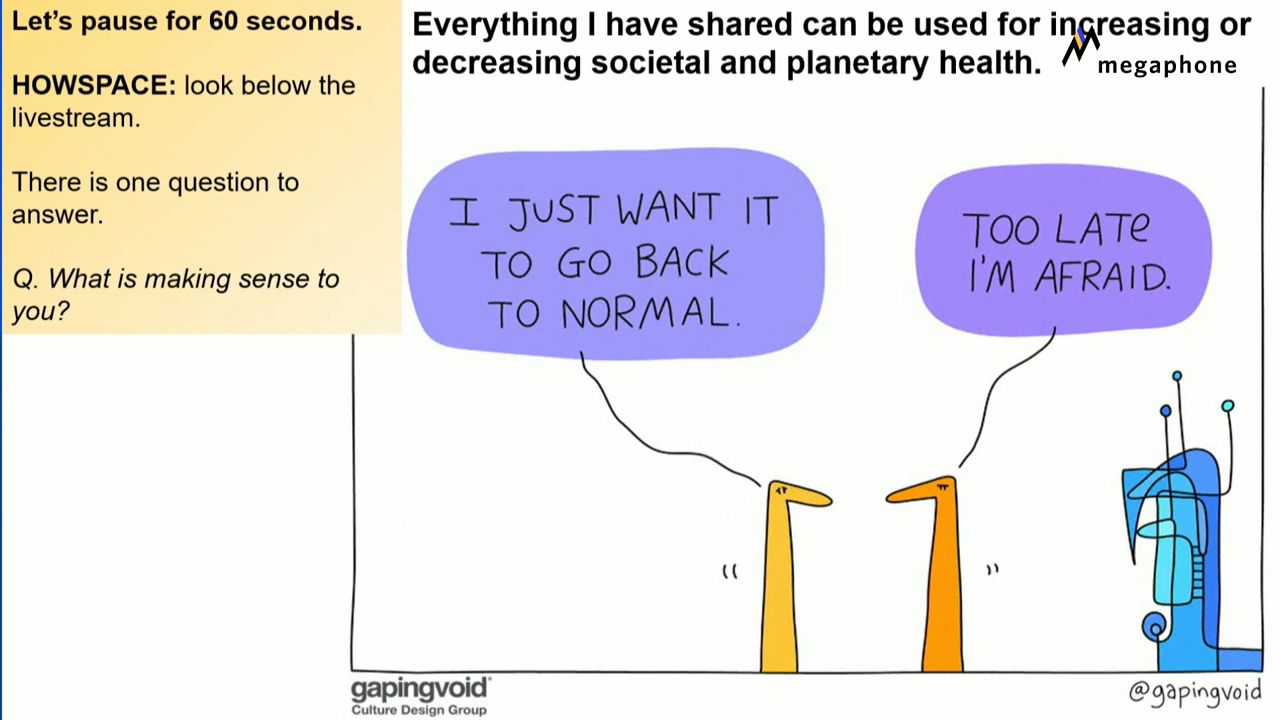 Let's pause for 60 seconds.
HOWSPACE: look below the
livestream.
There is one question to
answer.
Q. What is making sense to
you?
Everything I have shared can be used for increasing or
decreasing societal and planetary health.
megaphone
I JUST WANT IT
TO GO BACK
TO NORMAL.
TOO LATE
I'M AFRAID.
gapingvoid®
Culture Design Group
@gapingvoid